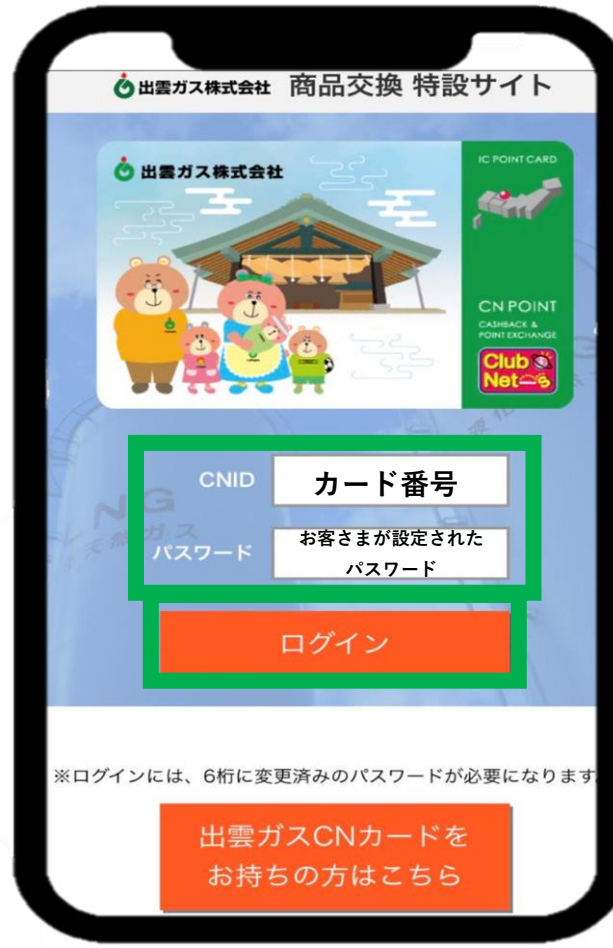 出雲ガス株式会社 商品交換 特設サイト
出雲ガス株式会社
IC POINT CARD
CN POINT
CASHBACK &
POINT EXCHANGE
Club
Net-s
CNID カード番号
パスワード お客さまが設定された
パスワード
ログイン
※ログインには、6桁に変更済みのパスワードが必要になります
出雲ガスCNカードを
お持ちの方はこちら